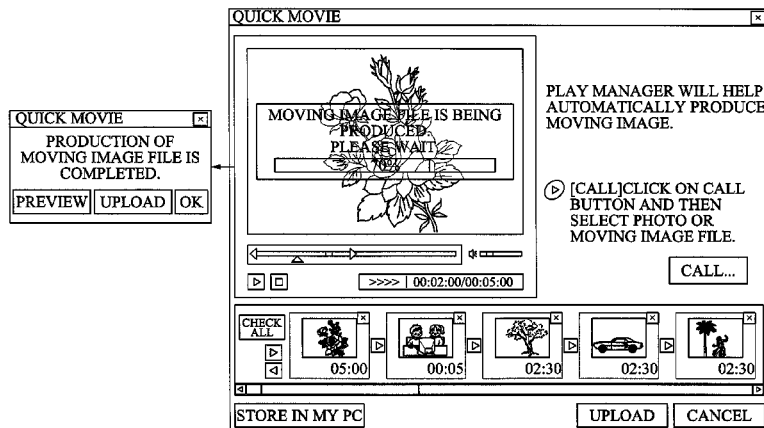 QUICK MOVIE
PRODUCTION OF
MOVING IMAGE FILE IS
COMPLETED.
PREVIEW UPLOAD OK
QUICK MOVIE
MOVING IMAGE FILE IS BEING
PRODUCED.
PLEASE WAIT.
70%
>>>> 00:02:00/00:05:00
PLAY MANAGER WILL HELP
AUTOMATICALLY PRODUCE
MOVING IMAGE.
[CALL]CLICK ON CALL
BUTTON AND THEN
SELECT PHOTO OR
MOVING IMAGE FILE.
CALL...
CHECK
ALL
05:00 00:05 02:30 02:30 02:30
STORE IN MY PC UPLOAD CANCEL